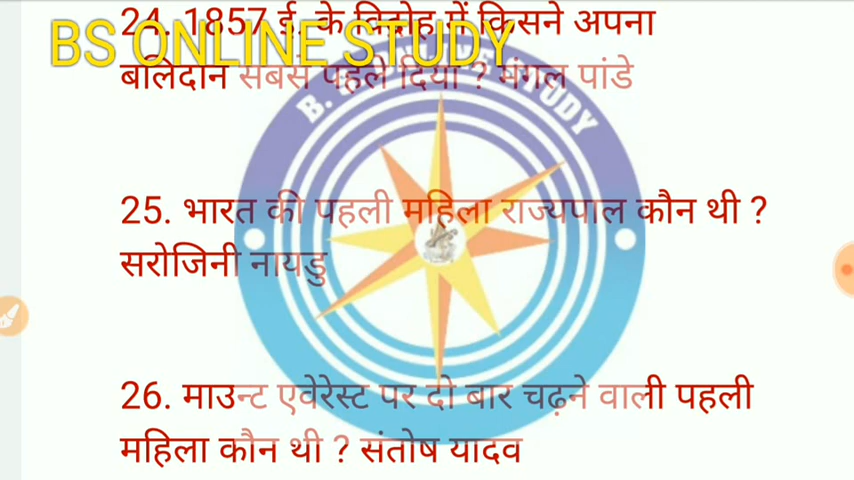 24. 1857 ई. के विद्रोह में किसने अपना
BS ONLINE STUDY
बलिदान सबसे पहले दिया ? मंगल पांडे
25. भारत की पहली महिला राज्यपाल कौन थी ?
सरोजिनी नायडु
26. माउन्ट एवेरेस्ट पर दो बार चढ़ने वाली पहली
महिला कौन थी ? संतोष यादव